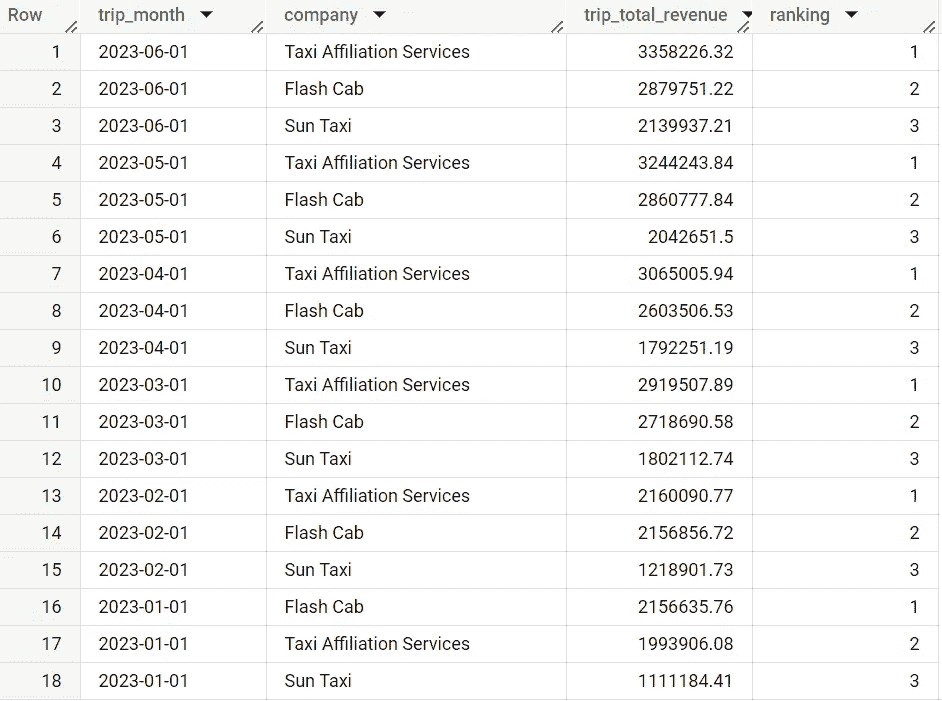 Row trip_month company trip_total_revenue ranking
1 2023-06-01 Taxi Affiliation Services 3358226.32 1
2 2023-06-01 Flash Cab 2879751.22 2
3 2023-06-01 Sun Taxi 2139937.21 3
4 2023-05-01 Taxi Affiliation Services 3244243.84 1
5 2023-05-01 Flash Cab 2860777.84 2
6 2023-05-01 Sun Taxi 2042651.5 3
7 2023-04-01 Taxi Affiliation Services 3065005.94 1
8 2023-04-01 Flash Cab 2603506.53 2
9 2023-04-01 Sun Taxi 1792251.19 3
10 2023-03-01 Taxi Affiliation Services 2919507.89 1
11 2023-03-01 Flash Cab 2718690.58 2
12 2023-03-01 Sun Taxi 1802112.74 3
13 2023-02-01 Taxi Affiliation Services 2160090.77 1
14 2023-02-01 Flash Cab 2156856.72 2
15 2023-02-01 Sun Taxi 1218901.73 3
16 2023-01-01 Flash Cab 2156635.76 1
17 2023-01-01 Taxi Affiliation Services 1993906.08 2
18 2023-01-01 Sun Taxi 1111184.41 3